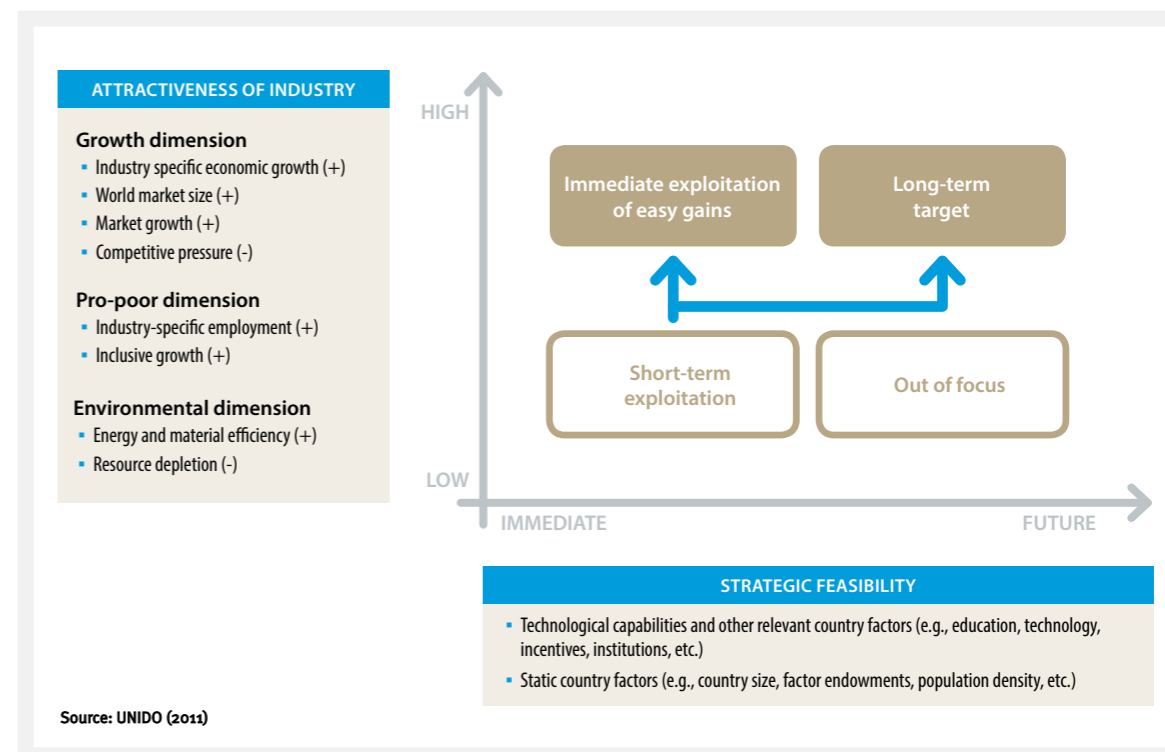 ATTRACTIVENESS OF INDUSTRY
Growth dimension
▪ Industry specific economic growth (+)
▪ World market size (+)
▪ Market growth (+)
▪ Competitive pressure (-)
Pro-poor dimension
▪ Industry-specific employment (+)
▪ Inclusive growth (+)
Environmental dimension
▪ Energy and material efficiency (+)
▪ Resource depletion (-)
HIGH
Immediate exploitation
of easy gains
Long-term
target
Short-term
exploitation
Out of focus
LOW
IMMEDIATE
FUTURE
STRATEGIC FEASIBILITY
▪ Technological capabilities and other relevant country factors (e.g., education, technology,
incentives, institutions, etc.)
▪ Static country factors (e.g., country size, factor endowments, population density, etc.)
Source: UNIDO (2011)